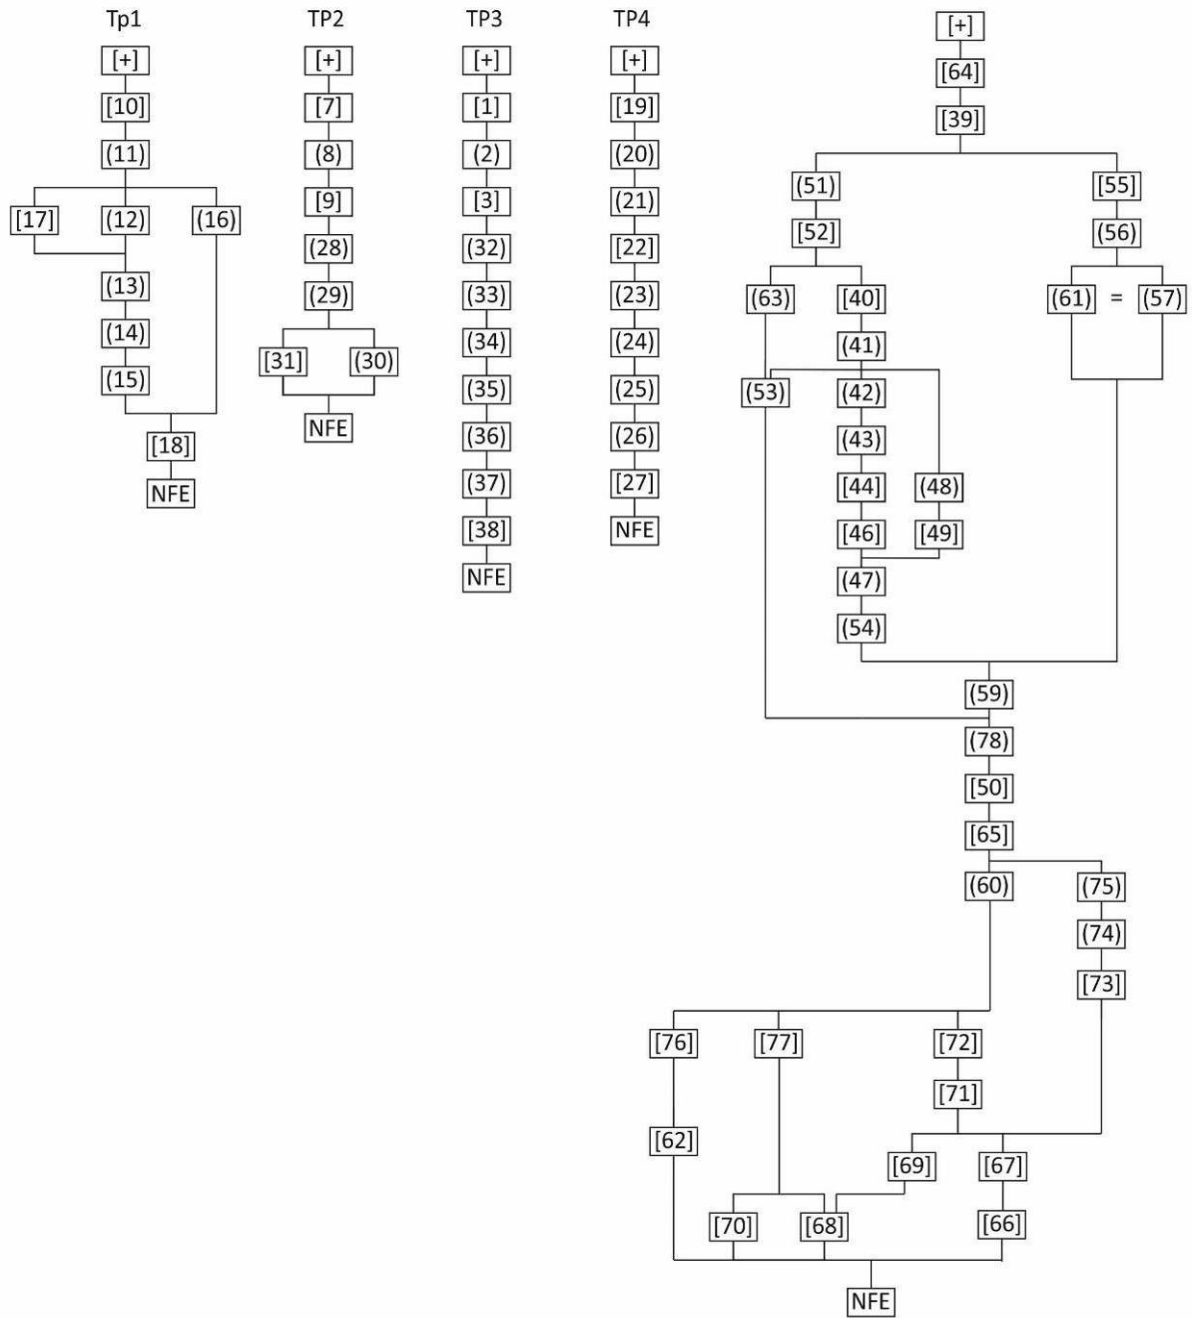 Tp1 TP2 TP3 TP4
[+]
[+] [+] [+] [+]
[64]
[10] [7] [1] [19]
[39]
(11) (8) (2) (20)
(51) [55]
[17] (12) (16) [9] [3] (21)
[52] (56)
(28) (32) [22]
(13) (29) (33) (23) (63) [40] (61) = (57)
(14) (34) (24) (41)
[31] (30)
(15) (35) (25) (53) (42)
NFE (36) (26) (43)
[18]
NFE (37) [27] [44] (48)
[38] NFE [46] [49]
NFE (47)
(54)
(59)
(78)
[50]
[65]
(60) (75)
(74)
[73]
[76] [77] [72]
[71]
[62]
[69] [67]
[70] [68] [66]
NFE